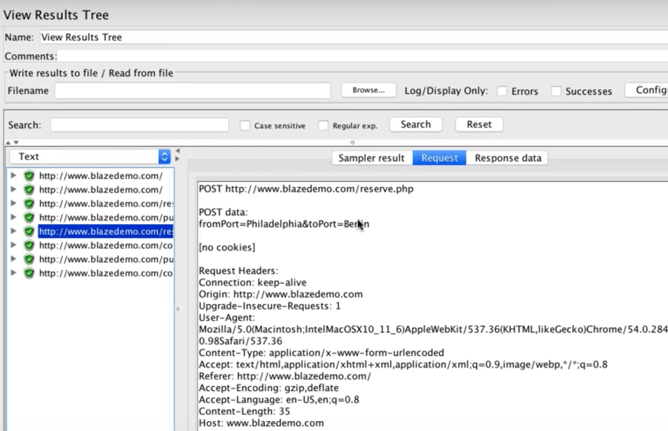 View Results Tree
Name: View Results Tree
Comments:
Write results to file / Read from file
Filename Browse... Log/Display Only: Errors Successes Config
Search: Case sensitive Regular exp. Search Reset
Text
Sampler result Request Response data
http://www.blazedemo.com/
http://www.blazedemo.com/
http://www.blazedemo.com/res
http://www.blazedemo.com/pu
http://www.blazedemo.com/res
http://www.blazedemo.com/co
http://www.blazedemo.com/pu
http://www.blazedemo.com/co
POST http://www.blazedemo.com/reserve.php
POST data:
fromPort=Philadelphia&toPort=Berlin
[no cookies]
Request Headers:
Connection: keep-alive
Origin: http://www.blazedemo.com
Upgrade-Insecure-Requests: 1
User-Agent:
Mozilla/5.0(Macintosh;IntelMacOSX10_11_6)AppleWebKit/537.36(KHTML,likeGecko)Chrome/54.0.284
0.98Safari/537.36
Content-Type: application/x-www-form-urlencoded
Accept: text/html,application/xhtml+xml,application/xml;q=0.9,image/webp,*/*;q=0.8
Referer: http://www.blazedemo.com/
Accept-Encoding: gzip,deflate
Accept-Language: en-US,en;q=0.8
Content-Length: 35
Host: www.blazedemo.com